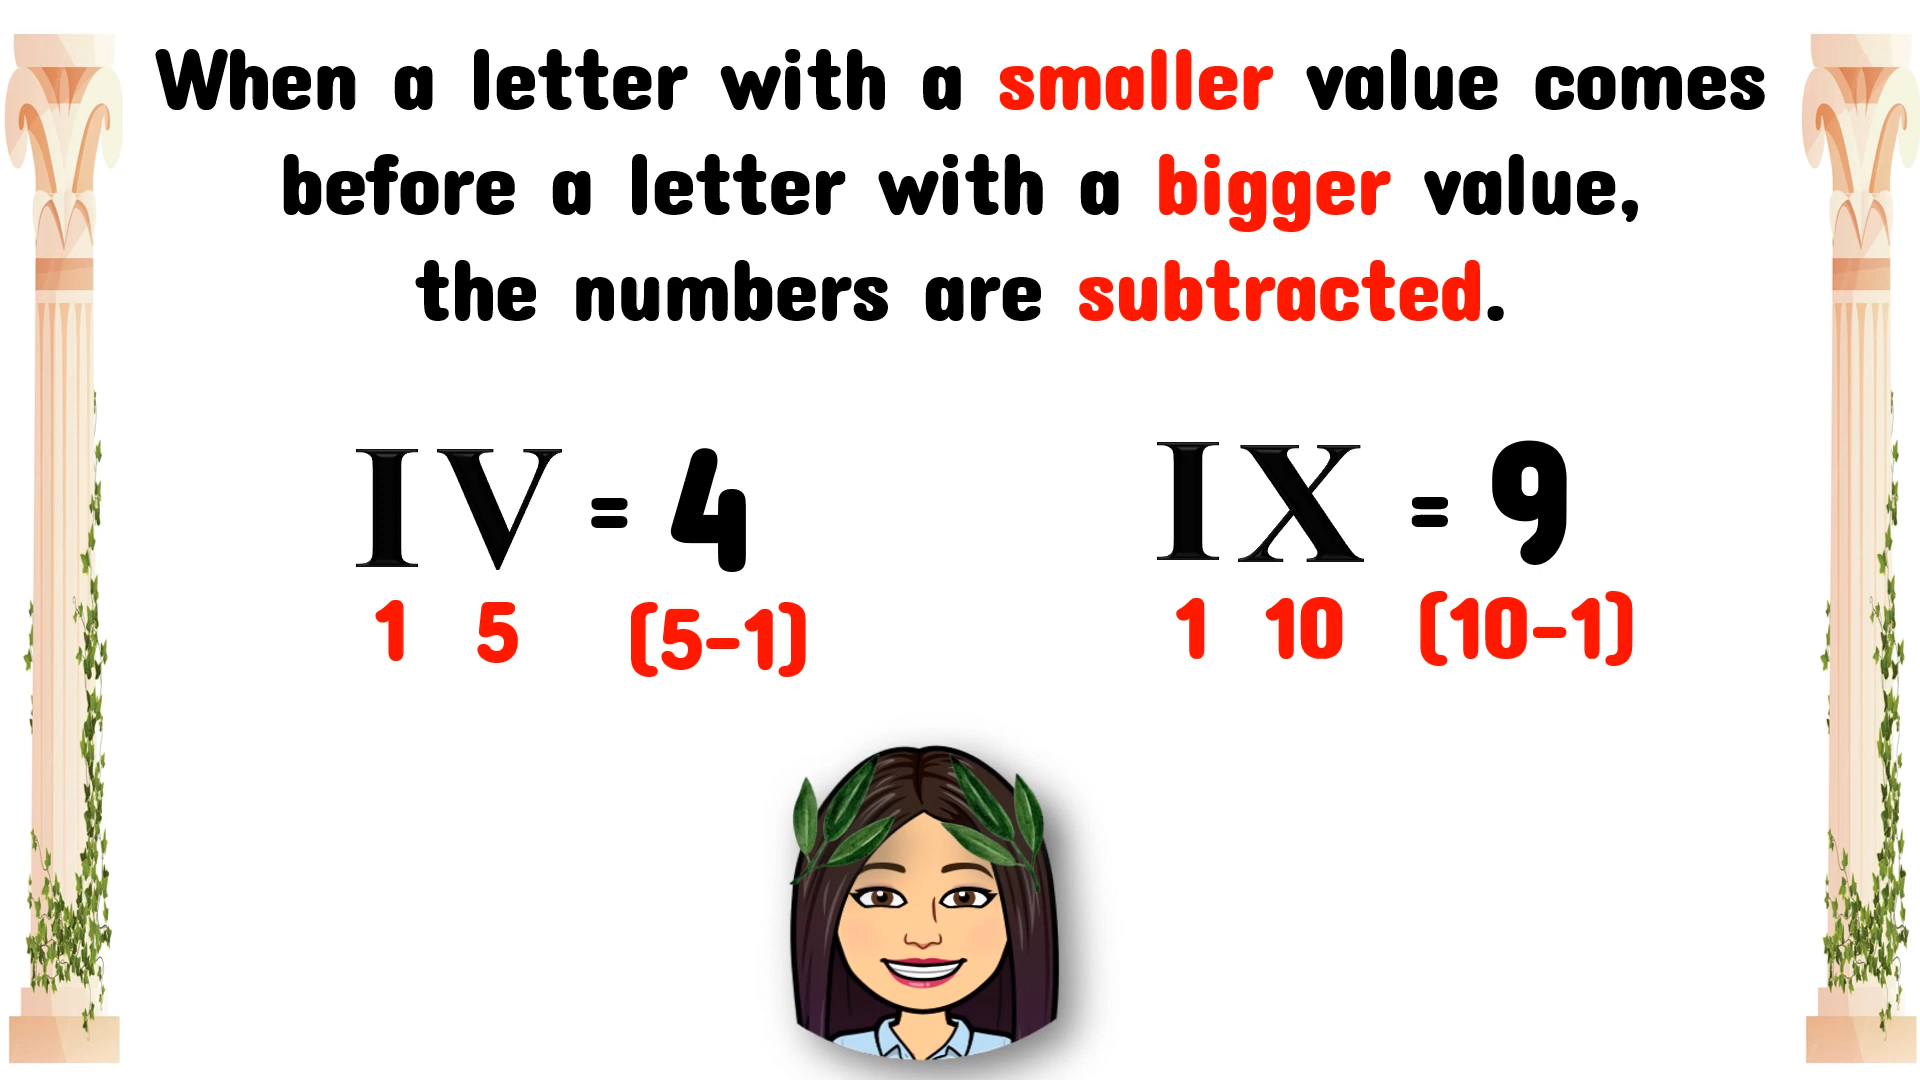 When a letter with a smaller value comes
before a letter with a bigger value,
the numbers are subtracted.
IV = 4
1 5 (5-1)
IX = 9
1 10 (10-1)